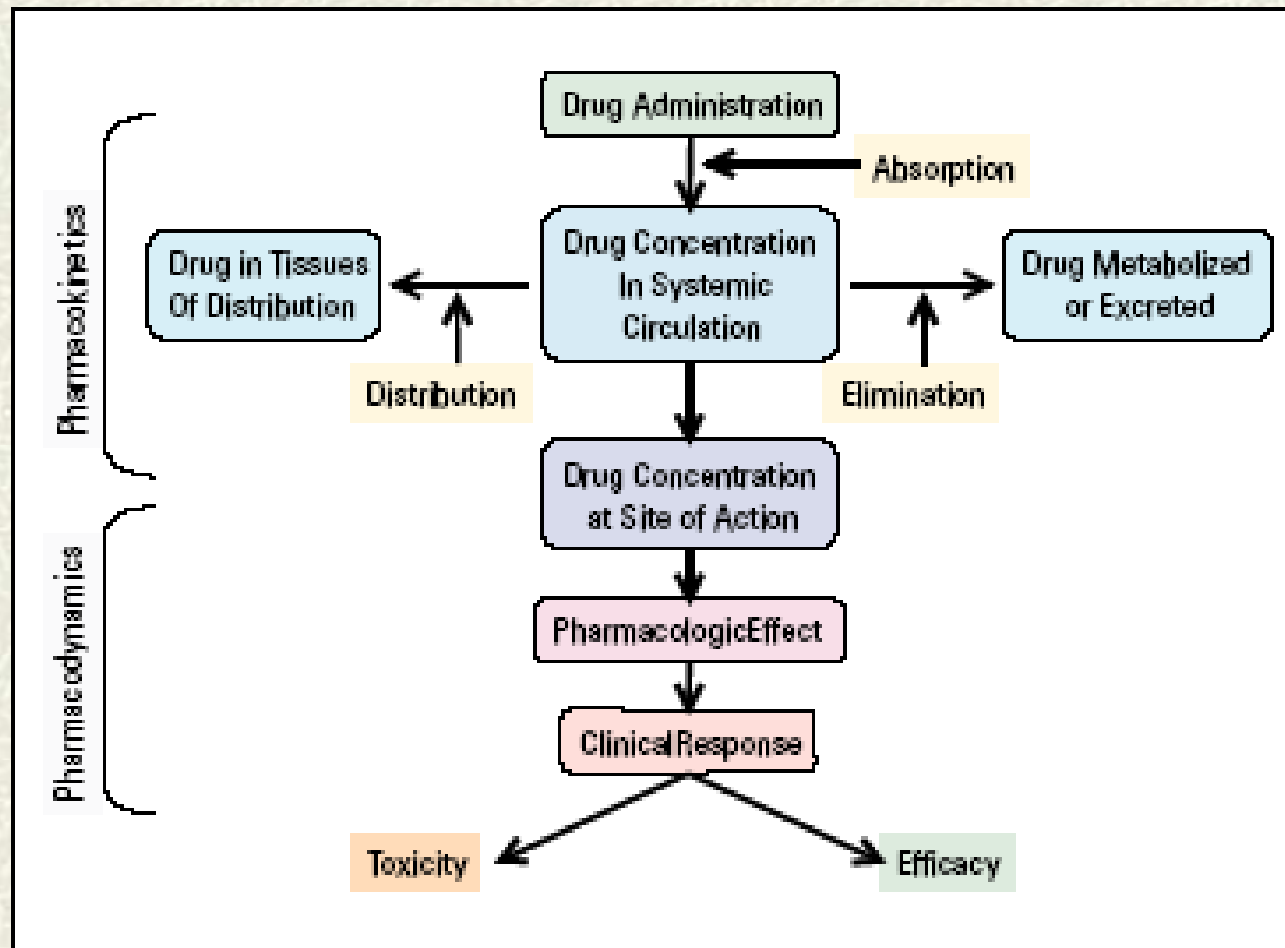 Drug Administration
Absorption
Pharmacokinetics
Drug in Tissues
Of Distribution
Drug Concentration
In Systemic
Circulation
Drug Metabolized
or Excreted
Distribution
Elimination
Drug Concentration
at Site of Action
Pharmacodynamics
PharmacologicEffect
ClinicalResponse
Toxicity
Efficacy